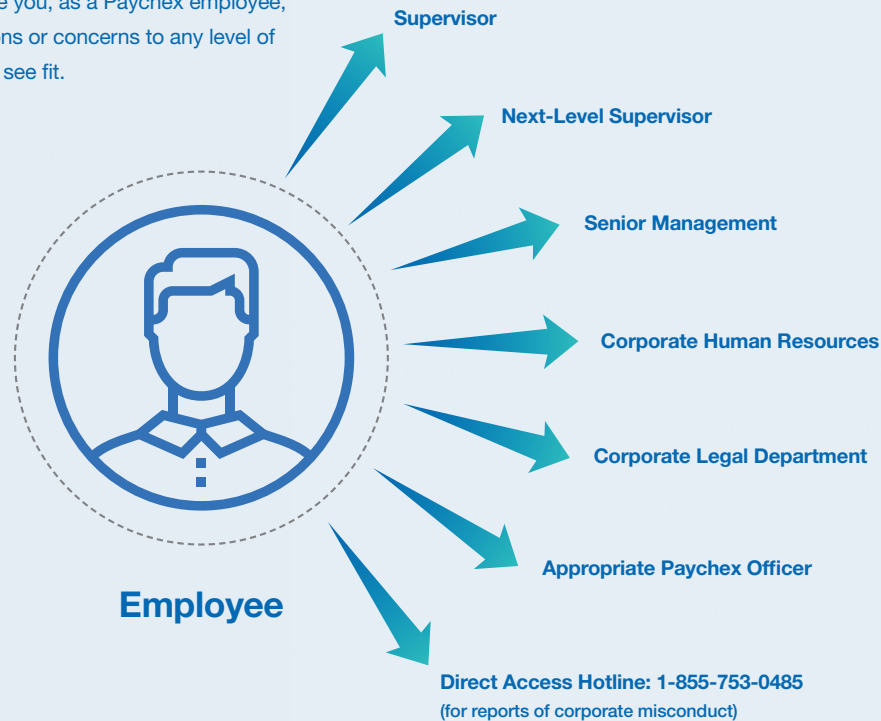 you, as a Paychex employee,
or concerns to any level of
see fit.
Supervisor
Next-Level Supervisor
Senior Management
Corporate Human Resources
Corporate Legal Department
Appropriate Paychex Officer
Employee
Direct Access Hotline: 1-855-753-0485
(for reports of corporate misconduct)